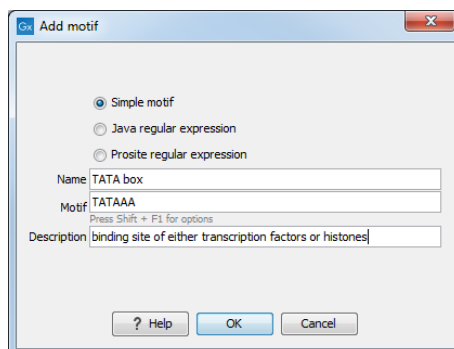 Gx Add motif
Simple motif
Java regular expression
Prosite regular expression
Name TATA box
Motif TATAAA
Press Shift + F1 for options
Description binding site of either transcription factors or histones
? Help OK Cancel